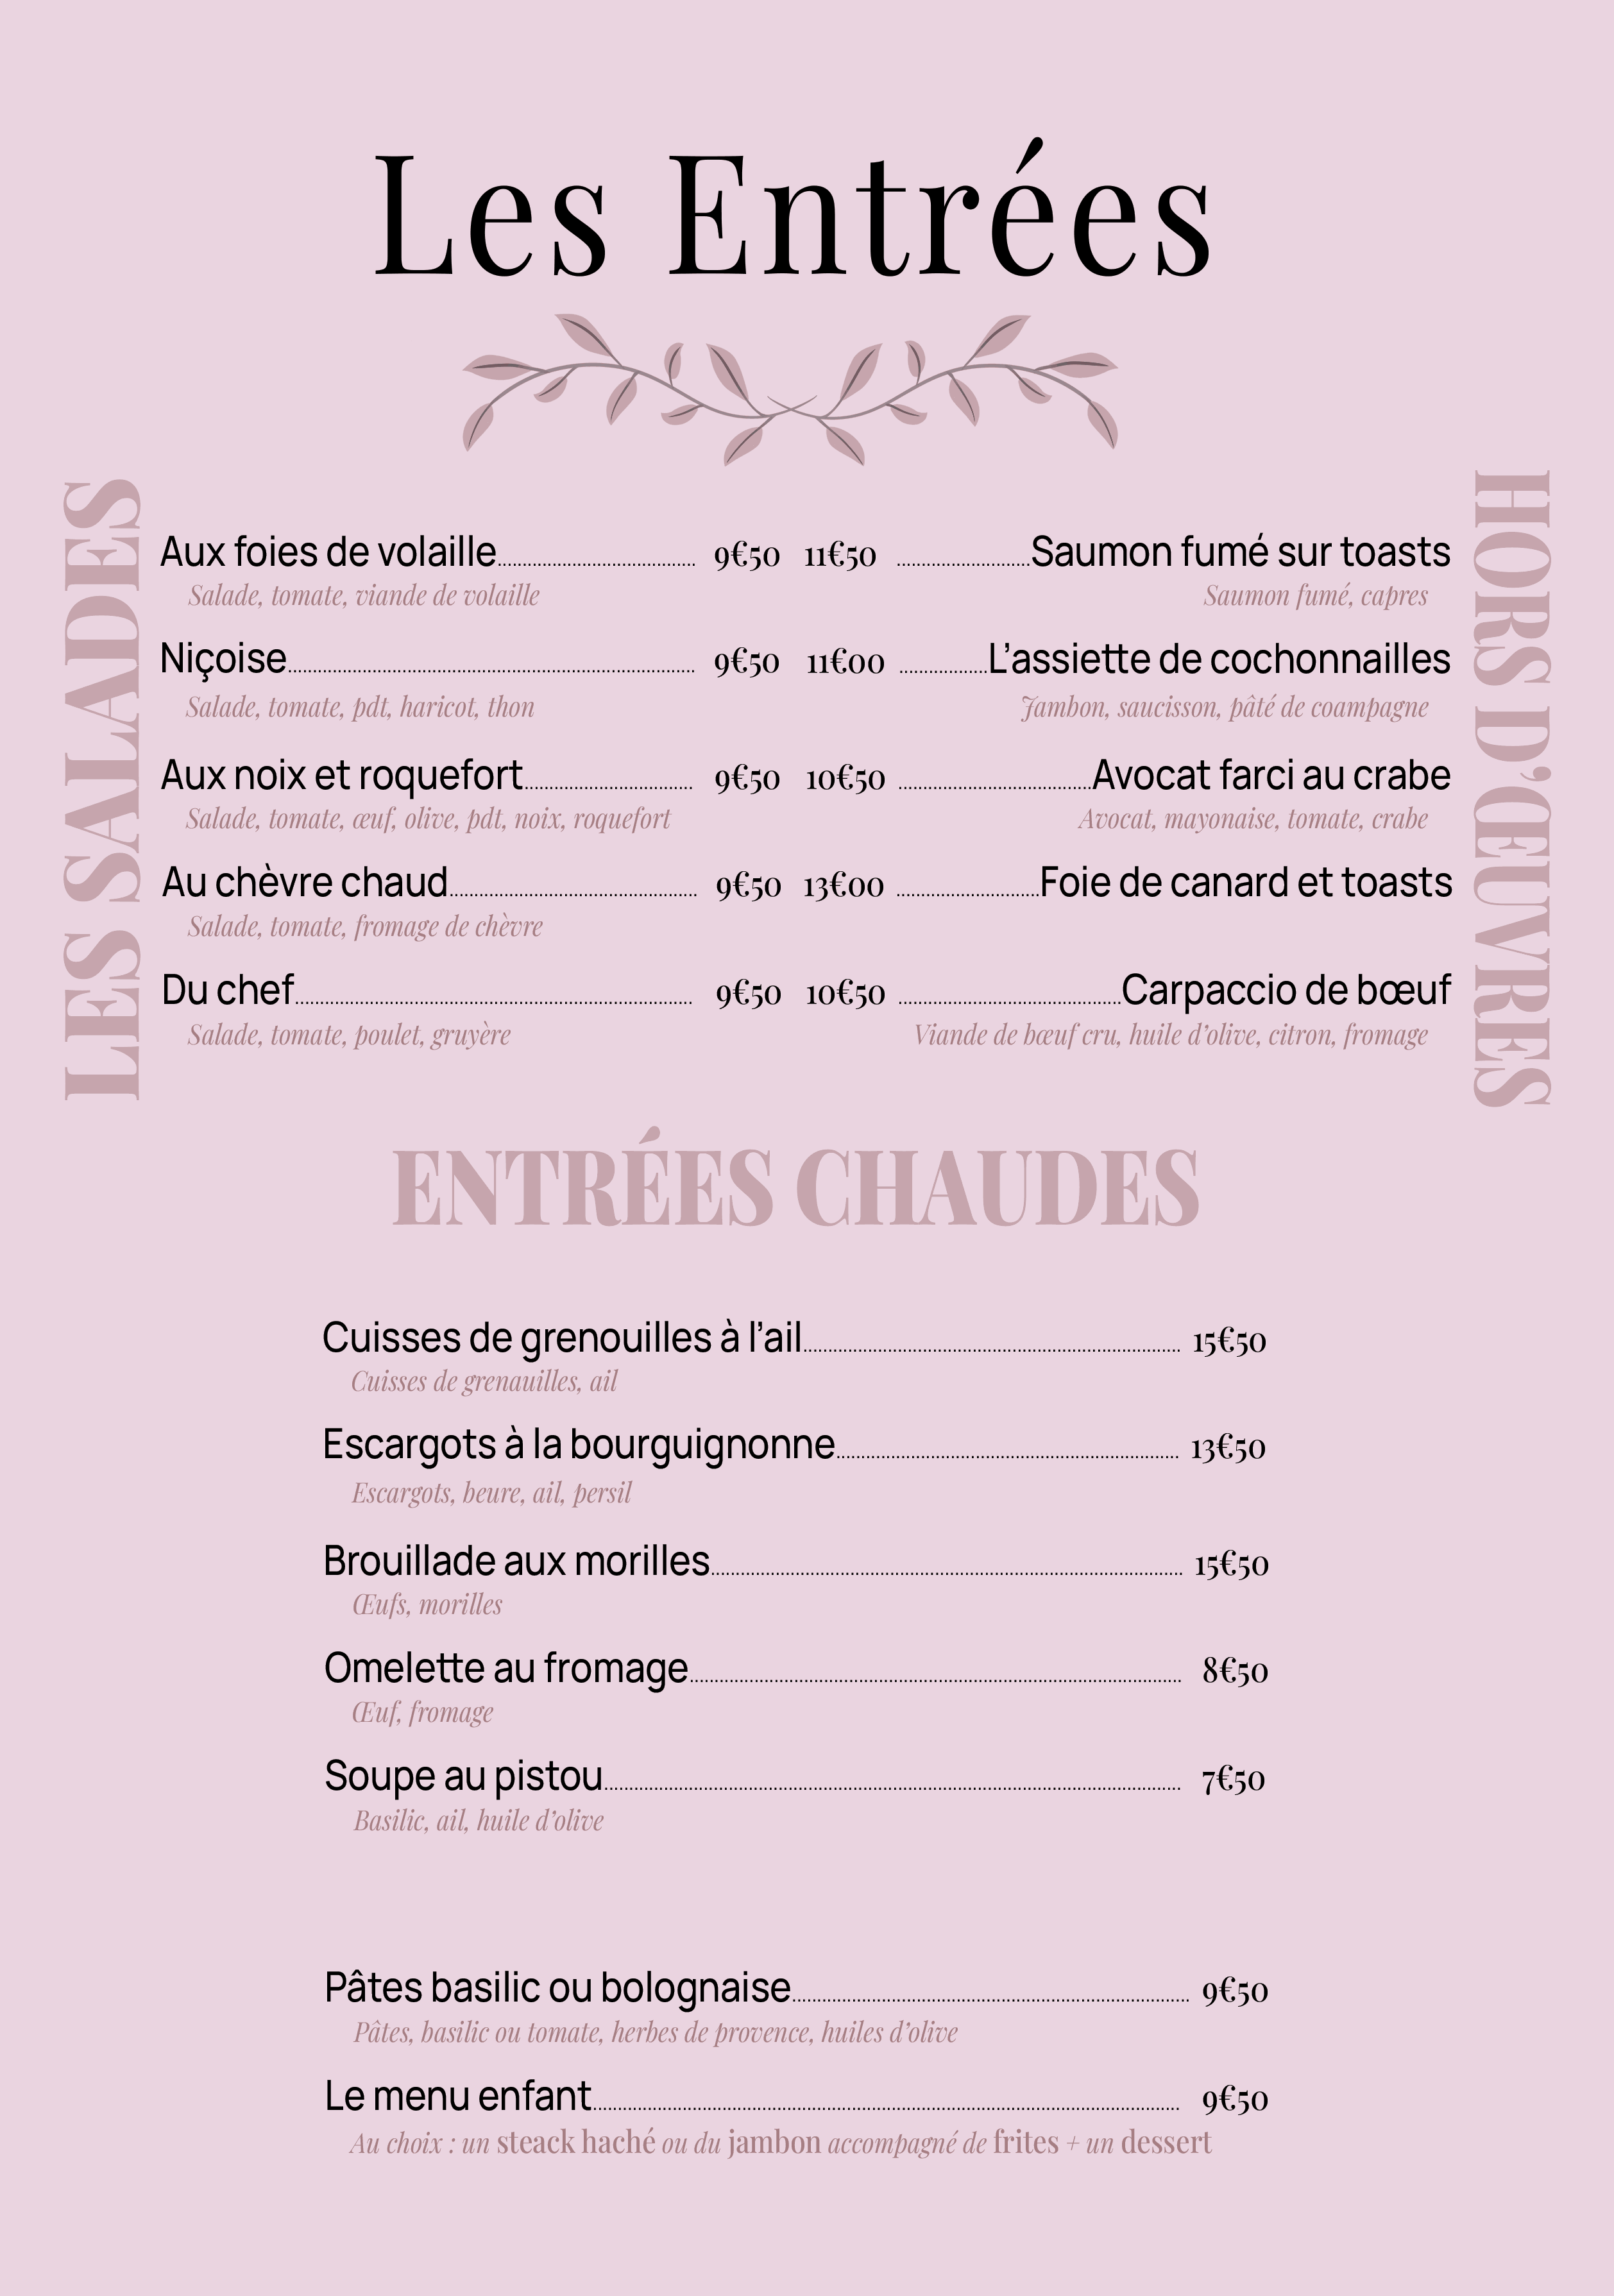 Les Entrées
LES SALADES
Aux foies de volaille 9€50
Salade, tomate, viande de volaille
Niçoise 9€50
Salade, tomate, pdt, haricot, thon
Aux noix et roquefort 9€50
Salade, tomate, œuf, olive, pdt, noix, roquefort
Au chèvre chaud 9€50
Salade, tomate, fromage de chèvre
Du chef 9€50
Salade, tomate, poulet, gruyère
HORS D’ŒUVRES
11€50 Saumon fumé sur toasts
Saumon fumé, capres
11€00 L’assiette de cochonnailles
Jambon, saucisson, pâté de coampagne
10€50 Avocat farci au crabe
Avocat, mayonaise, tomate, crabe
13€00 Foie de canard et toasts
10€50 Carpaccio de bœuf
Viande de bœuf cru, huile d’olive, citron, fromage
ENTRÉES CHAUDES
Cuisses de grenouilles à l’ail 15€50
Cuisses de grenauilles, ail
Escargots à la bourguignonne 13€50
Escargots, beure, ail, persil
Brouillade aux morilles 15€50
Œufs, morilles
Omelette au fromage 8€50
Œuf, fromage
Soupe au pistou 7€50
Basilic, ail, huile d’olive
Pâtes basilic ou bolognaise 9€50
Pâtes, basilic ou tomate, herbes de provence, huiles d’olive
Le menu enfant 9€50
Au choix : un steack haché ou du jambon accompagné de frites + un dessert